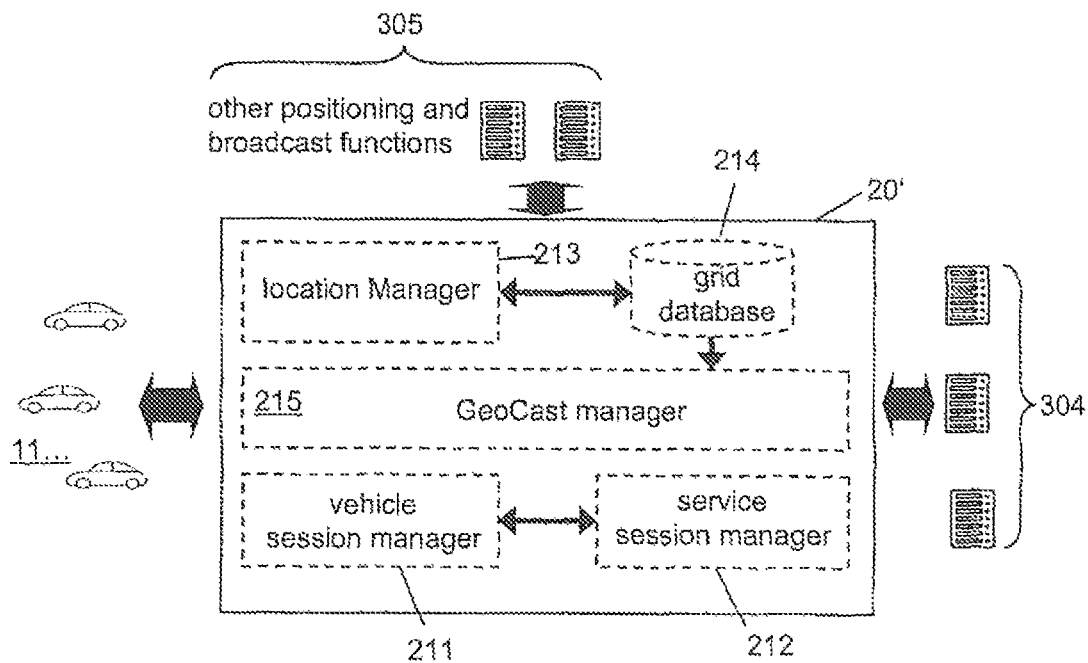 305
other positioning and
broadcast functions
214
20'
213
location Manager
grid
database
215
GeoCast manager
304
11...
vehicle
session manager
service
session manager
211
212